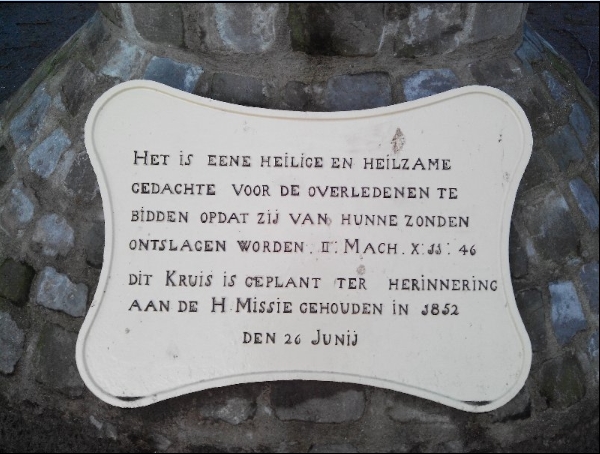 HET IS EENE HEILIGE EN HEILZAME
GEDACHTE VOOR DE OVERLEDENEN TE
BIDDEN OPDAT ZIJ VAN HUNNE ZONDEN
ONTSLAGEN WORDEN II MACH. X:JJ: 46
DIT KRUIS IS GEPLANT TER HERINNERING
AAN DE H. MISSIE GEHOUDEN IN 1852
DEN 26 JUNIJ